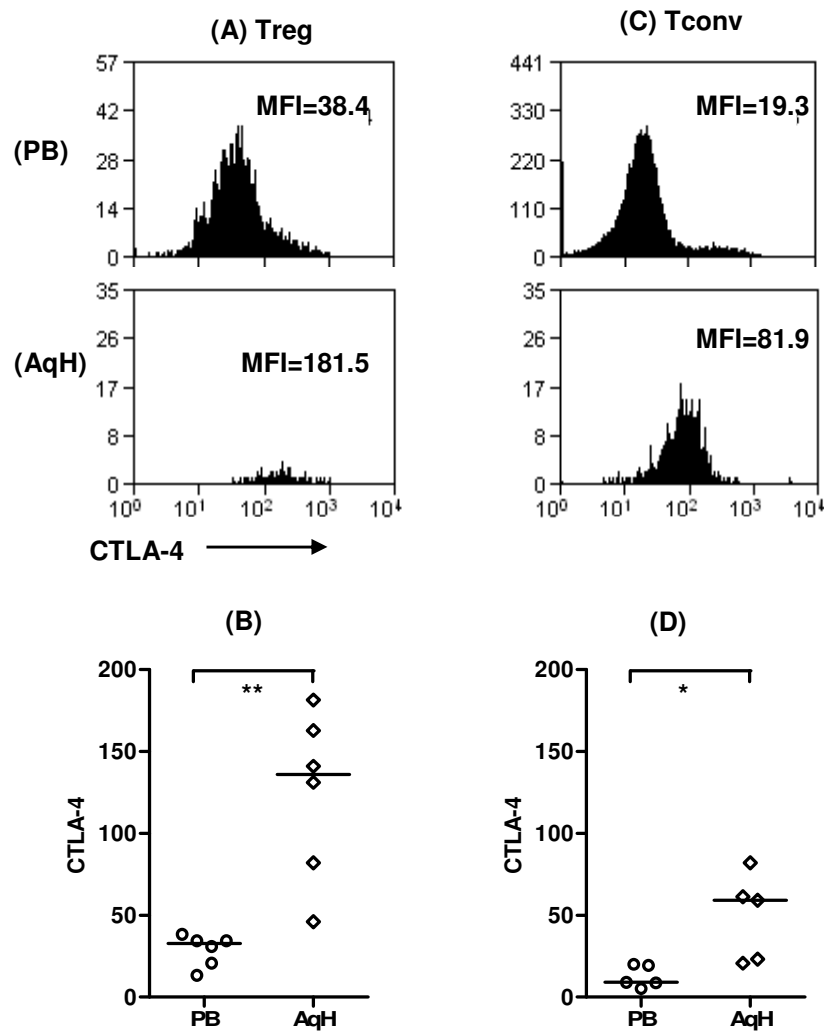 (A) Treg
(C) Tconv
57
42
28
14
0
MFI=38.4
(PB)
441
330
220
110
0
MFI=19.3
35
26
17
8
0
MFI=181.5
(AqH)
10⁰ 10¹ 10² 10³ 10⁴
35
26
17
8
0
MFI=81.9
10⁰ 10¹ 10² 10³ 10⁴
CTLA-4
(B)
200
150
100
50
0
CTLA-4
**
PB AqH
(D)
200
150
100
50
0
CTLA-4
*
PB AqH